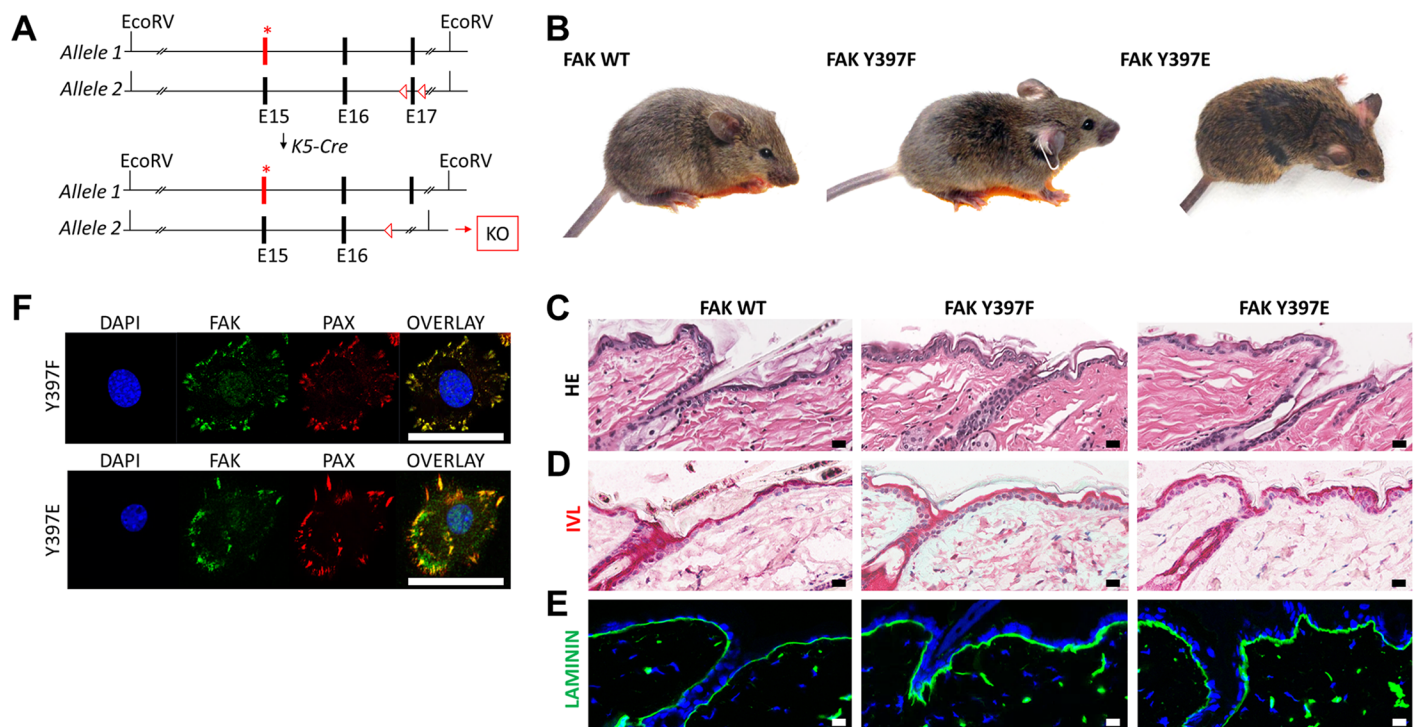 A
EcoRV
*
EcoRV
Allele 1
Allele 2
E15
E16
E17
K5-Cre
EcoRV
*
EcoRV
Allele 1
Allele 2
KO
E15
E16
B
FAK WT
FAK Y397F
FAK Y397E
F
DAPI
FAK
PAX
OVERLAY
Y397F
DAPI
FAK
PAX
OVERLAY
Y397E
C
FAK WT
FAK Y397F
FAK Y397E
HE
D
IVL
E
LAMININ